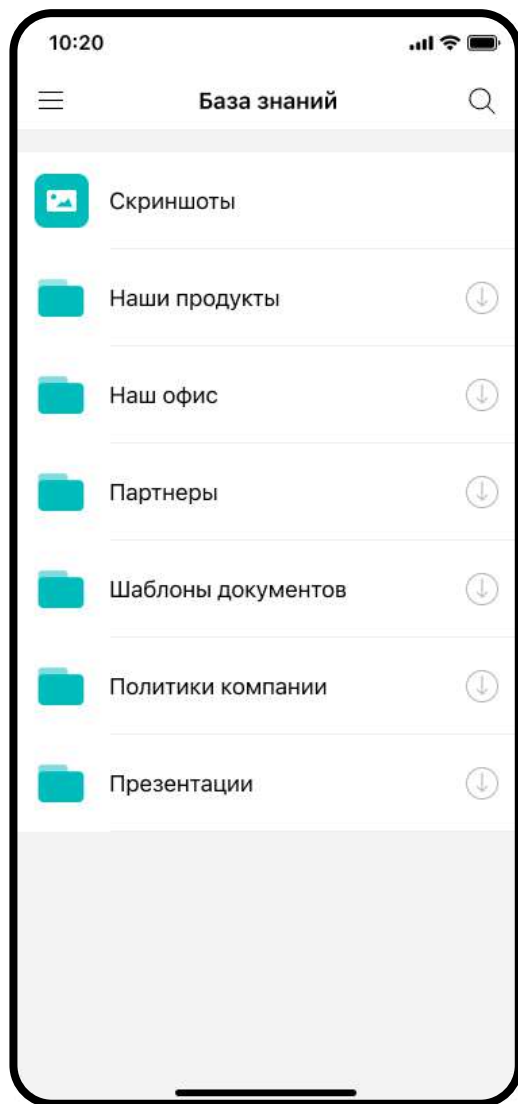 10:20
База знаний
Скриншоты
Наши продукты
Наш офис
Партнеры
Шаблоны документов
Политики компании
Презентации